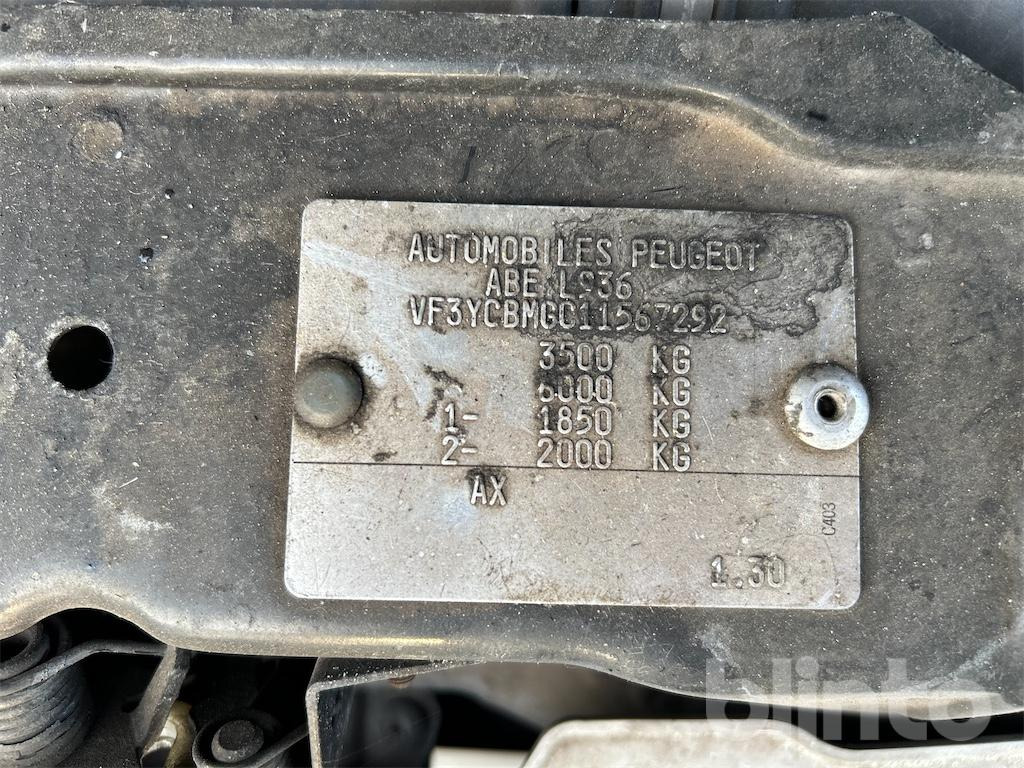 AUTOMOBILES PEUGEOT
ABE L936
VF3YCBMGC11567292
3500 KG
6000 KG
1- 1850 KG
2- 2000 KG
AX
C403
1.30
blinto